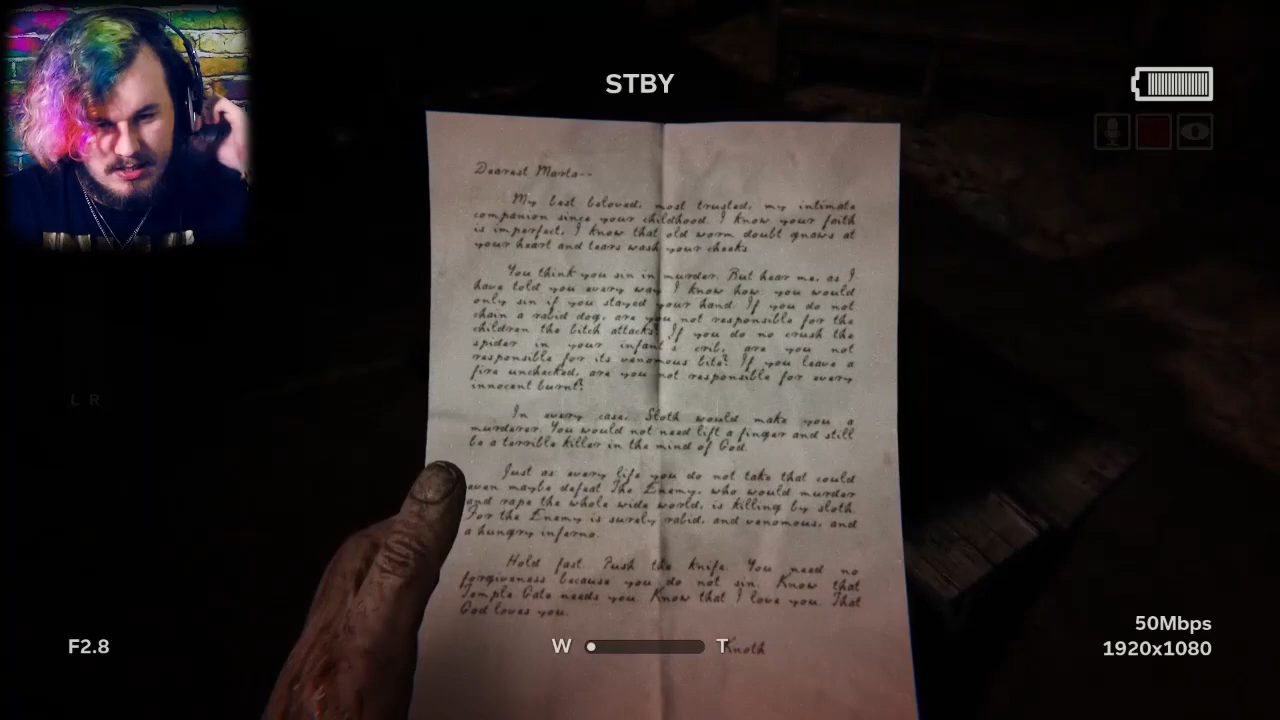 STBY
Dearest Marta--
My best beloved, most trusted, my intimate
companion since your childhood. I know your faith
is imperfect, I know that old worm doubt gnaws at
your heart and tears wash your cheeks.
You think you sin in murder. But hear me, as I
have told you every way I know how: you would
only sin if you stayed your hand. If you do not
chain a rabid dog, are you not responsible for the
children the bitch attacks? If you do no crush the
spider in your infant's crib, are you not
responsible for its venomous bite? If you leave a
fire unchecked, are you not responsible for every
innocent burnt?
In every case, Sloth would make you a
murderer. You would not need lift a finger and still
be a terrible killer in the mind of God.
Just as every life you do not take that could
even maybe defeat The Enemy, who would murder
and rape the whole wide world, is killing by sloth.
For the Enemy is surely rabid, and venomous, and
a hungry inferno.
Hold fast. Push the knife. You need no
forgiveness because you do not sin. Know that
Temple Gate needs you. Know that I love you. That
God loves you.
Knoth
L R
F2.8
W T
50Mbps
1920x1080